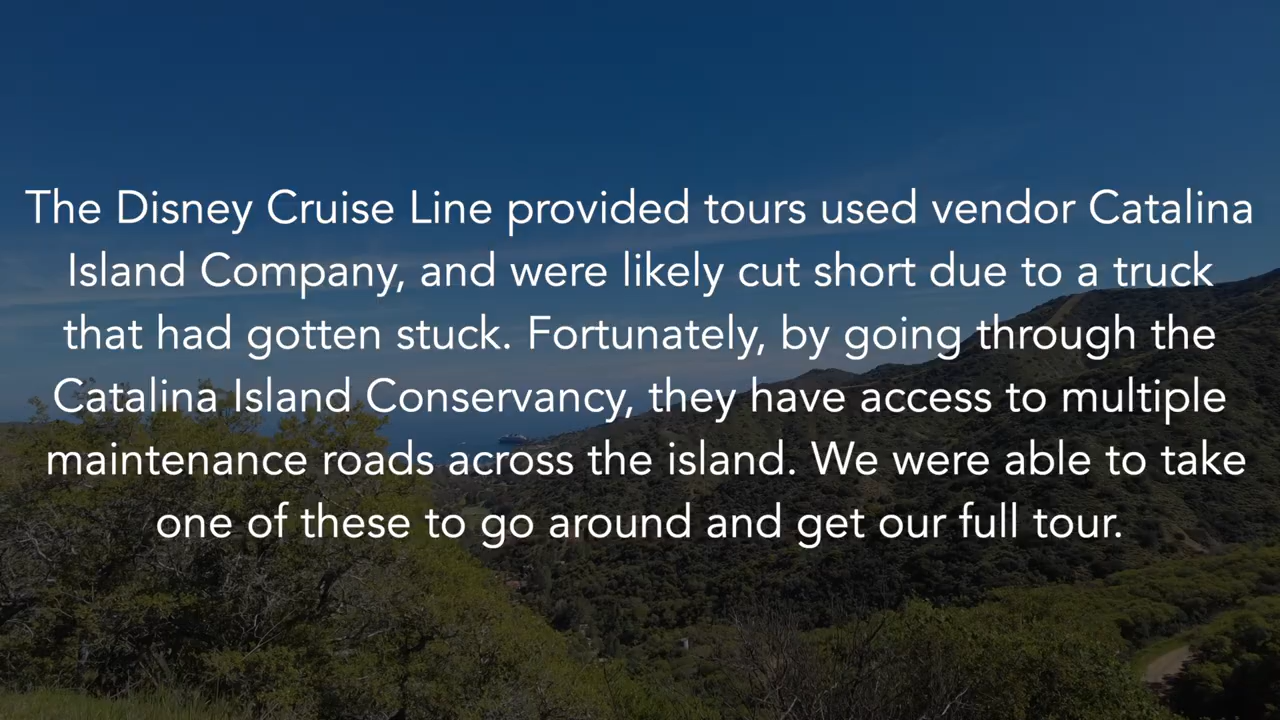 The Disney Cruise Line provided tours used vendor Catalina
Island Company, and were likely cut short due to a truck
that had gotten stuck. Fortunately, by going through the
Catalina Island Conservancy, they have access to multiple
maintenance roads across the island. We were able to take
one of these to go around and get our full tour.